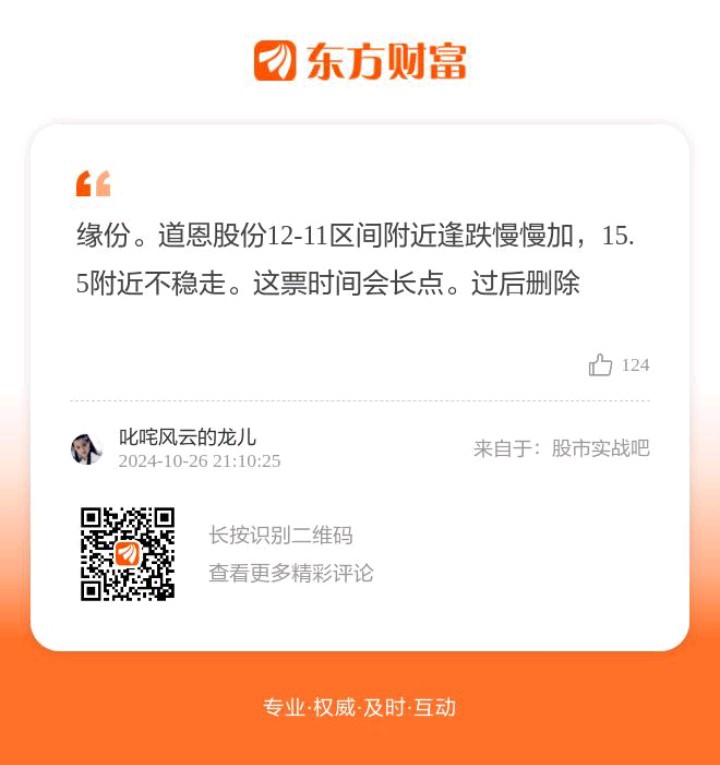 东方财富
缘份。道恩股份12-11区间附近逢跌慢慢加，15.
5附近不稳走。这票时间会长点。过后删除
124
叱咤风云的龙儿
2024-10-26 21:10:25
来自于：股市实战吧
长按识别二维码
查看更多精彩评论
专业·权威·及时·互动